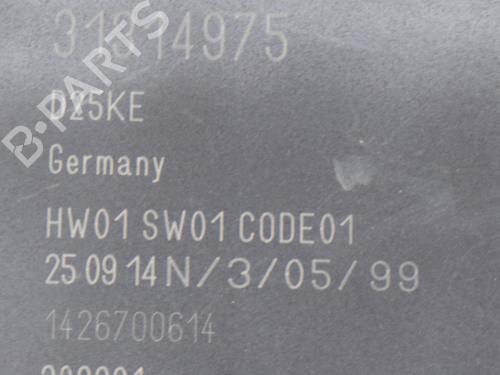 31314975
D25KE
Germany
HW01 SW01 CODE01
25 09 14 N/3/05/99
1426700614
B-PARTS